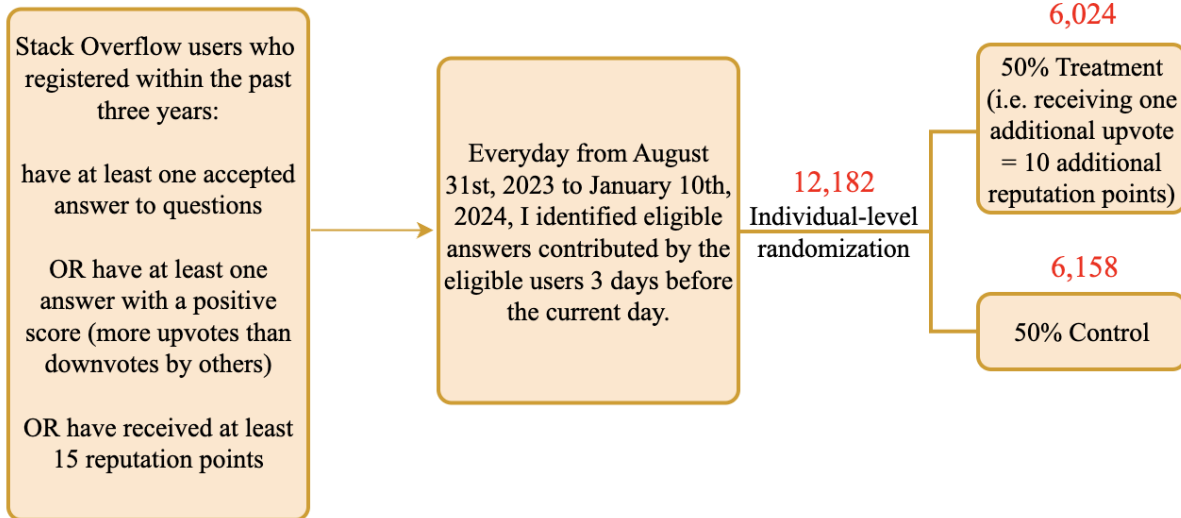 Stack Overflow users who
registered within the past
three years:
have at least one accepted
answer to questions
OR have at least one
answer with a positive
score (more upvotes than
downvotes by others)
OR have received at least
15 reputation points
Everyday from August
31st, 2023 to January 10th,
2024, I identified eligible
answers contributed by the
eligible users 3 days before
the current day.
12,182
Individual-level
randomization
6,024
50% Treatment
(i.e. receiving one
additional upvote
= 10 additional
reputation points)
6,158
50% Control